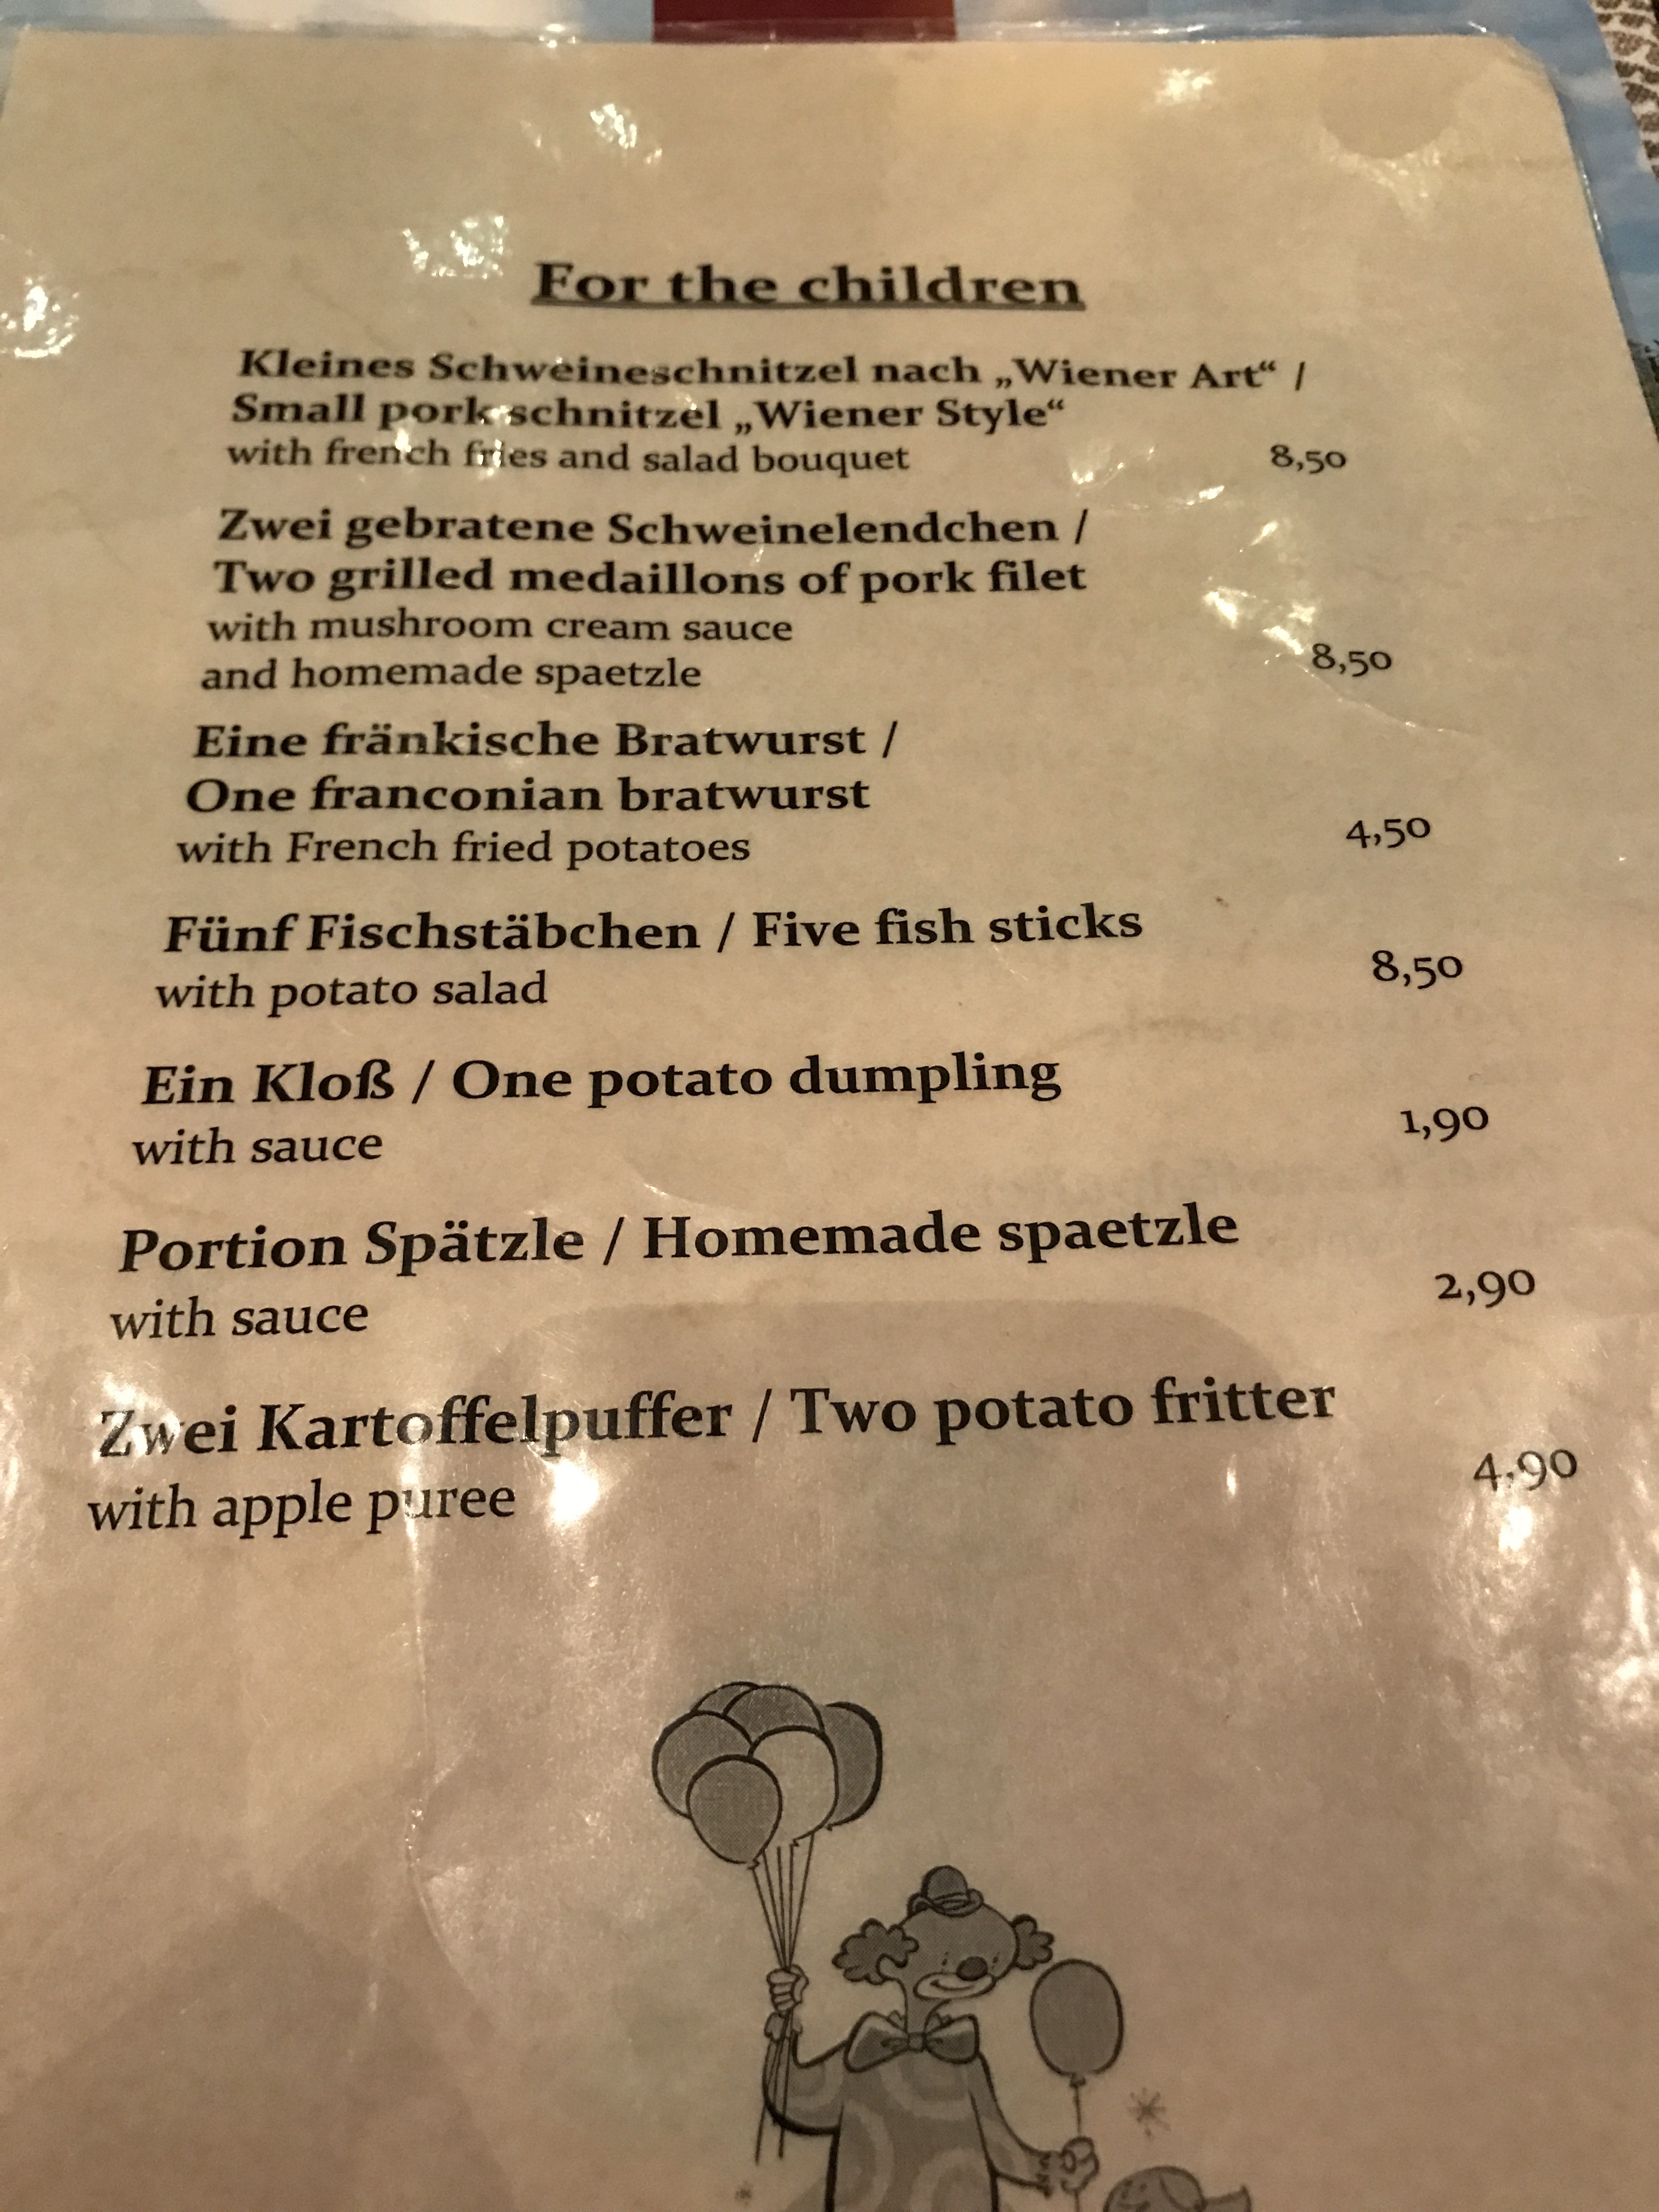 For the children
Kleines Schweineschnitzel nach „Wiener Art“ /
Small pork schnitzel „Wiener Style“
with french fries and salad bouquet 8,50
Zwei gebratene Schweinelendchen /
Two grilled medaillons of pork filet
with mushroom cream sauce
and homemade spaetzle 8,50
Eine fränkische Bratwurst /
One franconian bratwurst
with French fried potatoes 4,50
Fünf Fischstäbchen / Five fish sticks
with potato salad 8,50
Ein Kloß / One potato dumpling
with sauce 1,90
Portion Spätzle / Homemade spaetzle
with sauce 2,90
Zwei Kartoffelpuffer / Two potato fritter
with apple puree 4,90